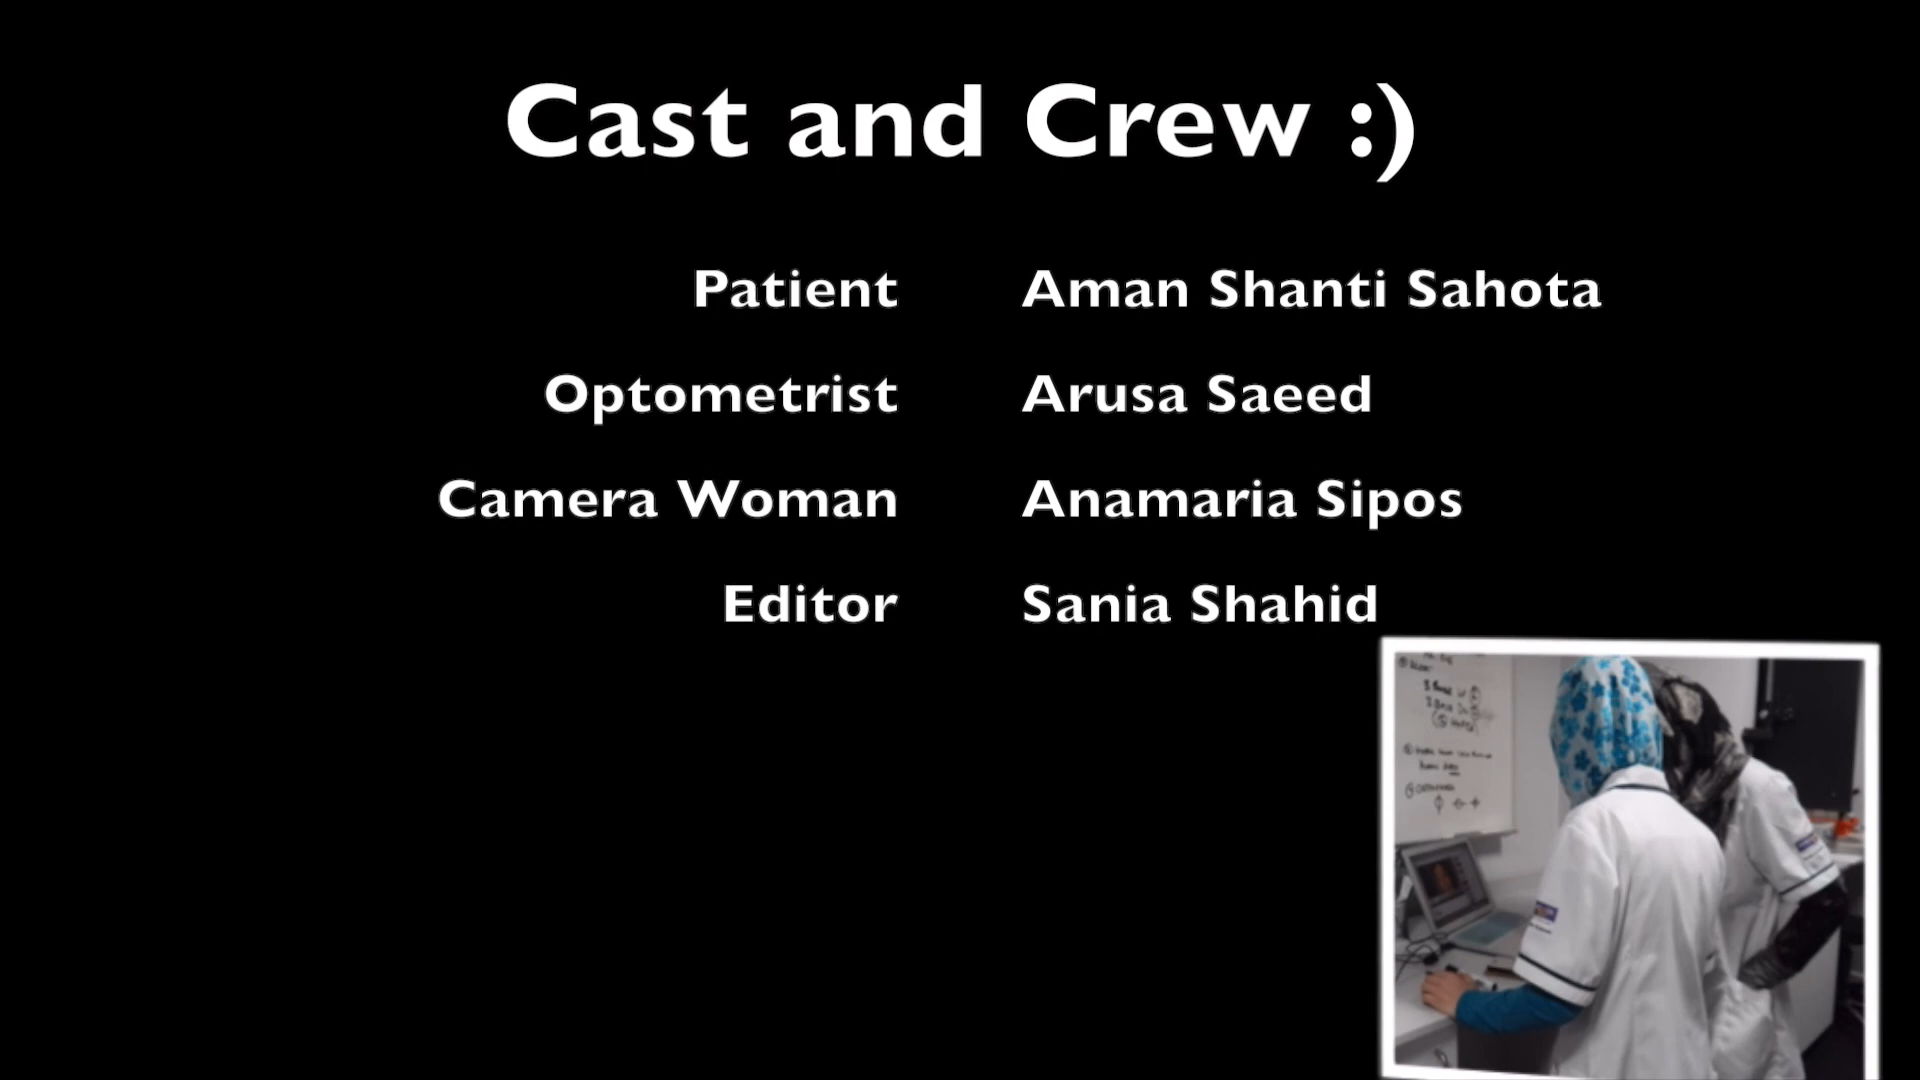 Cast and Crew :)
Patient Aman Shanti Sahota
Optometrist Arusa Saeed
Camera Woman Anamaria Sipos
Editor Sania Shahid